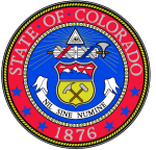 STATE OF COLORADO
NIL SINE NUMINE
1876